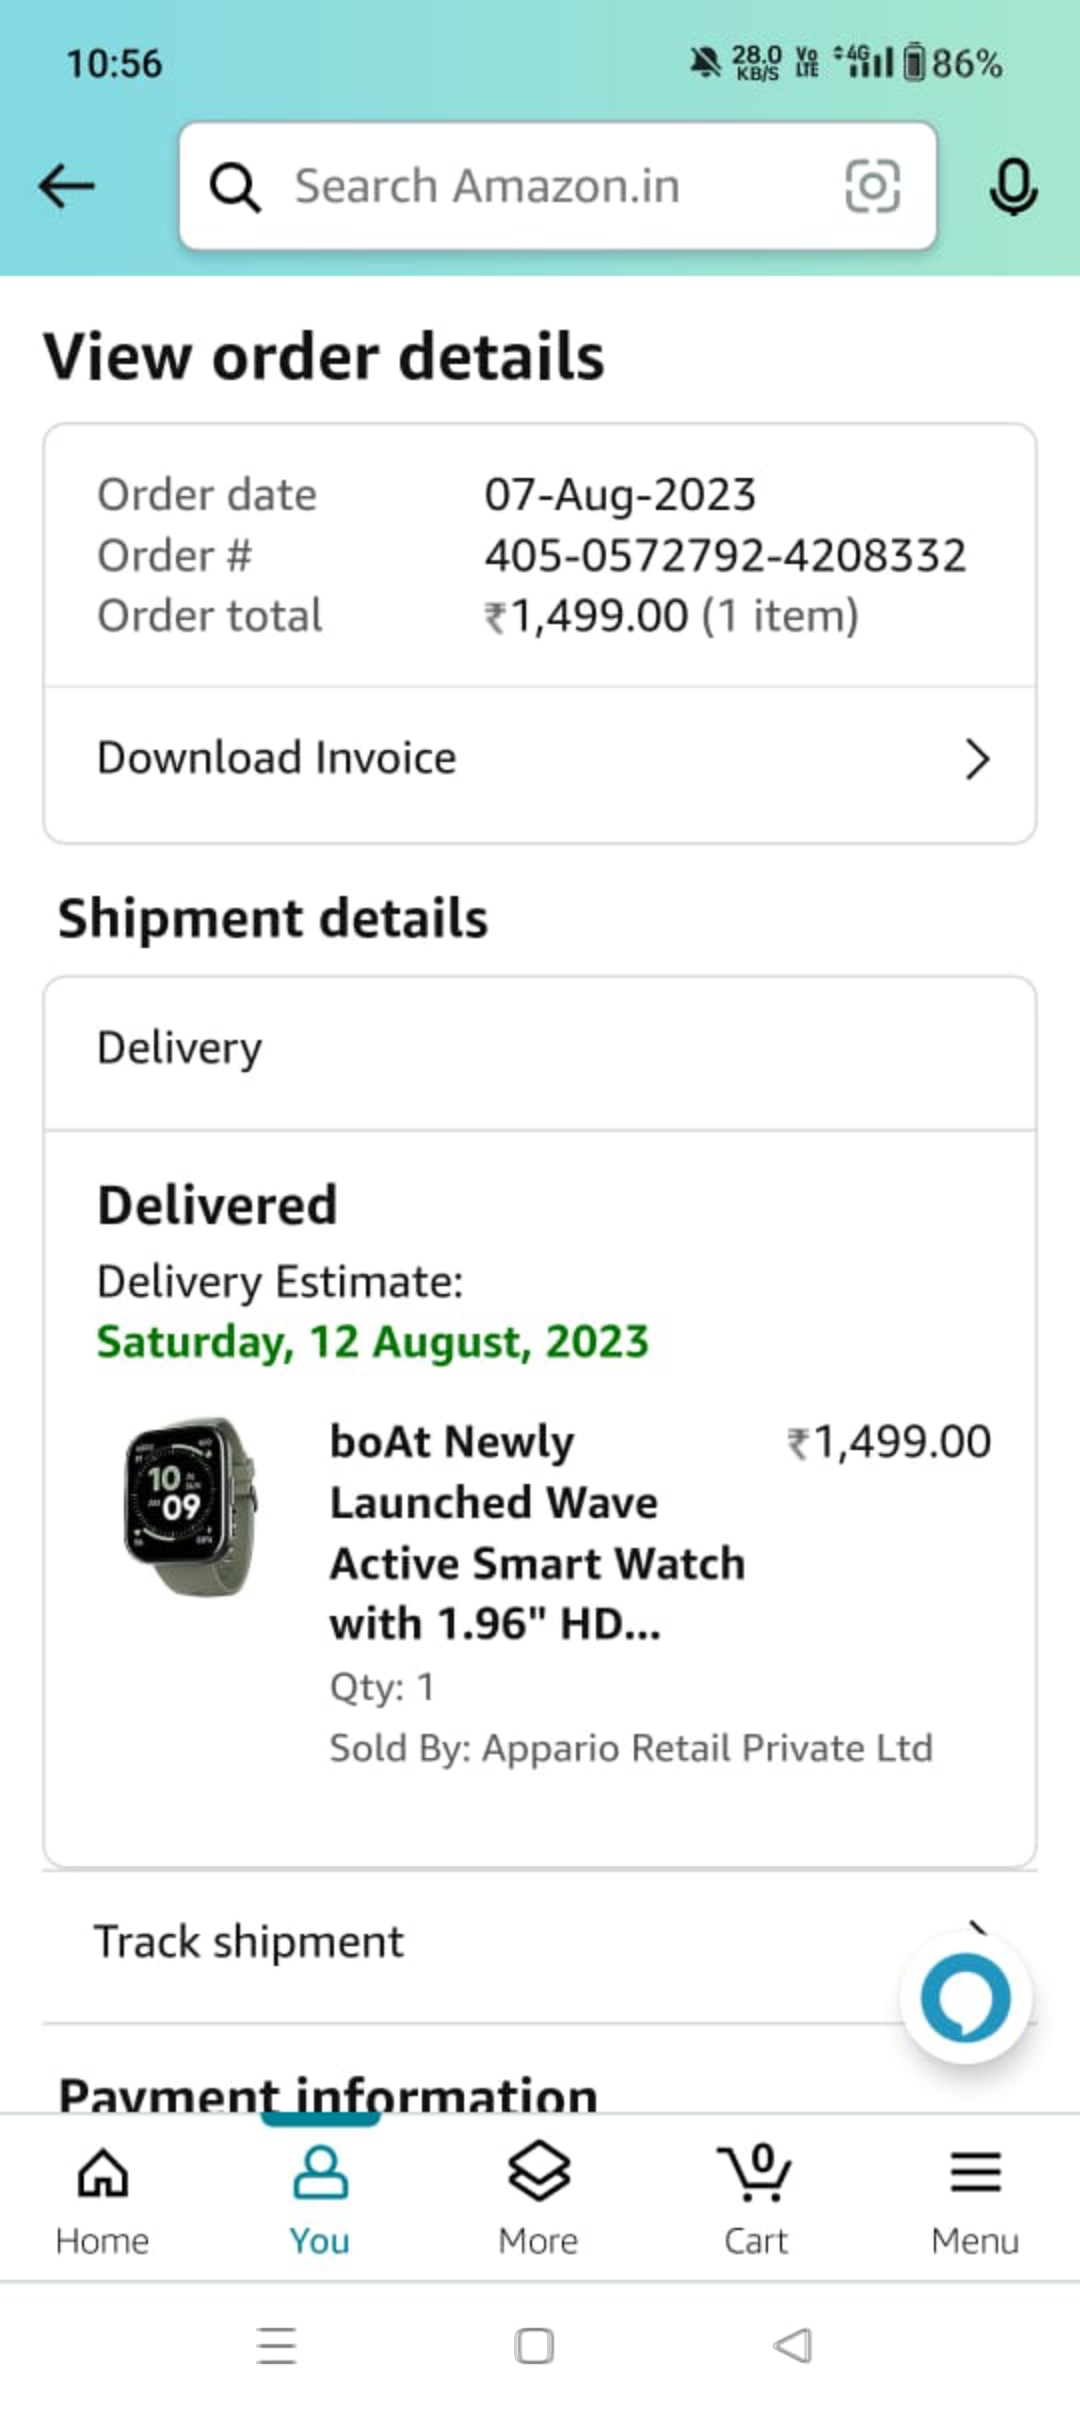 10:56
28.0 KB/S Vo LTE 4G 86%
Search Amazon.in
View order details
Order date 07-Aug-2023
Order # 405-0572792-4208332
Order total ₹1,499.00 (1 item)
Download Invoice
Shipment details
Delivery
Delivered
Delivery Estimate:
Saturday, 12 August, 2023
boAt Newly ₹1,499.00
Launched Wave
Active Smart Watch
with 1.96" HD...
10
09
Qty: 1
Sold By: Appario Retail Private Ltd
Track shipment
Payment information
0
Home You More Cart Menu